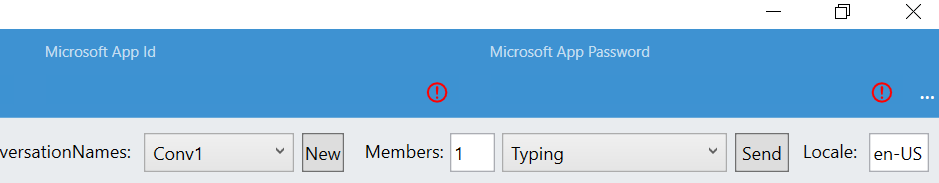 Microsoft App Id Microsoft App Password
...
versationNames: Conv1 New Members: 1 Typing Send Locale: en-US